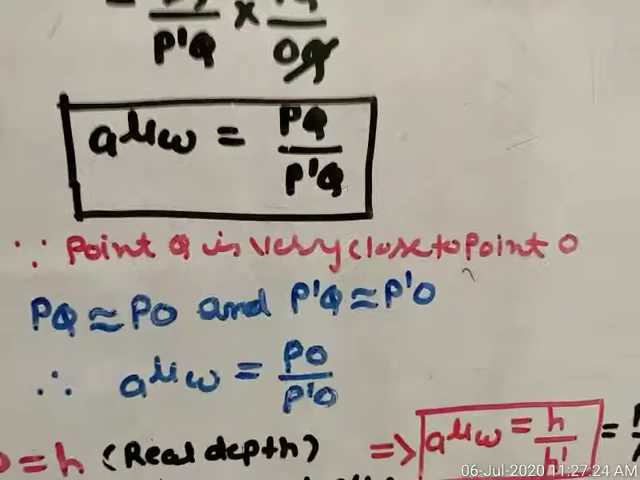 P'Q × OQ
aμw = PQ / P'Q
∵ Point Q is very close to point O
PQ ≈ PO and P'Q ≈ P'O
∴ aμw = PO / P'O
= h (Real depth) => aμw = h / h' =
06-Jul-2020 11:27:24 AM